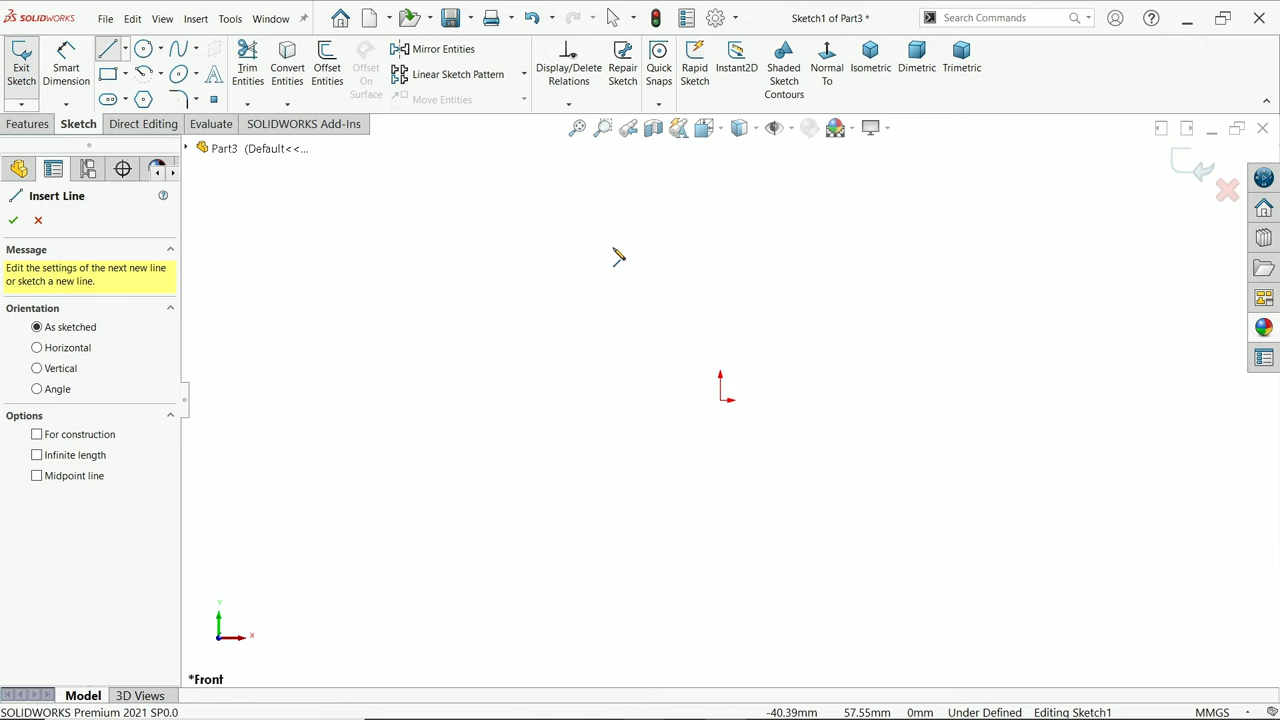 SOLIDWORKS File Edit View Insert Tools Window Sketch1 of Part3 * Search Commands
Exit Sketch
Smart Dimension
Trim Entities
Convert Entities
Offset Entities
Offset On Surface
Mirror Entities
Linear Sketch Pattern
Move Entities
Display/Delete Relations
Repair Sketch
Quick Snaps
Rapid Sketch
Instant2D
Shaded Sketch Contours
Normal To
Isometric
Dimetric
Trimetric
Features Sketch Direct Editing Evaluate SOLIDWORKS Add-Ins
Part3 (Default<<...
Insert Line
Message
Edit the settings of the next new line
or sketch a new line.
Orientation
As sketched
Horizontal
Vertical
Angle
Options
For construction
Infinite length
Midpoint line
Y
X
*Front
Model 3D Views
SOLIDWORKS Premium 2021 SP0.0 -40.39mm 57.55mm 0mm Under Defined Editing Sketch1 MMGS